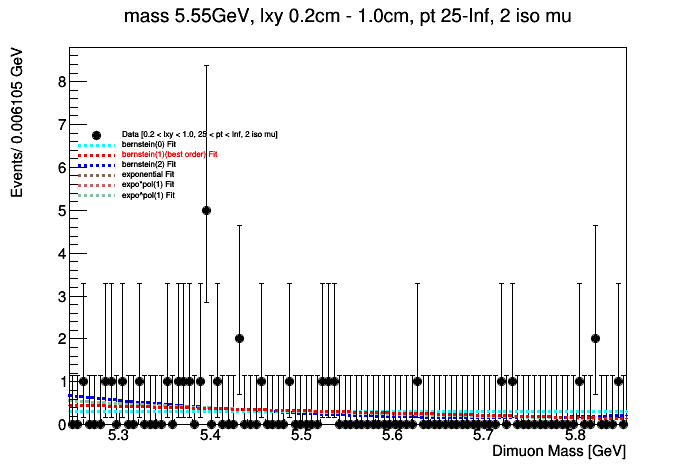 mass 5.55GeV, lxy 0.2cm - 1.0cm, pt 25-Inf, 2 iso mu
Events/ 0.006105 GeV
8
7
6
5
4
3
2
1
0
Data [0.2 < lxy < 1.0, 25 < pt < Inf, 2 iso mu]
bernstein(0) Fit
bernstein(1)(best order) Fit
bernstein(2) Fit
exponential Fit
expo*pol(1) Fit
expo^pol(1) Fit
5.3 5.4 5.5 5.6 5.7 5.8
Dimuon Mass [GeV]